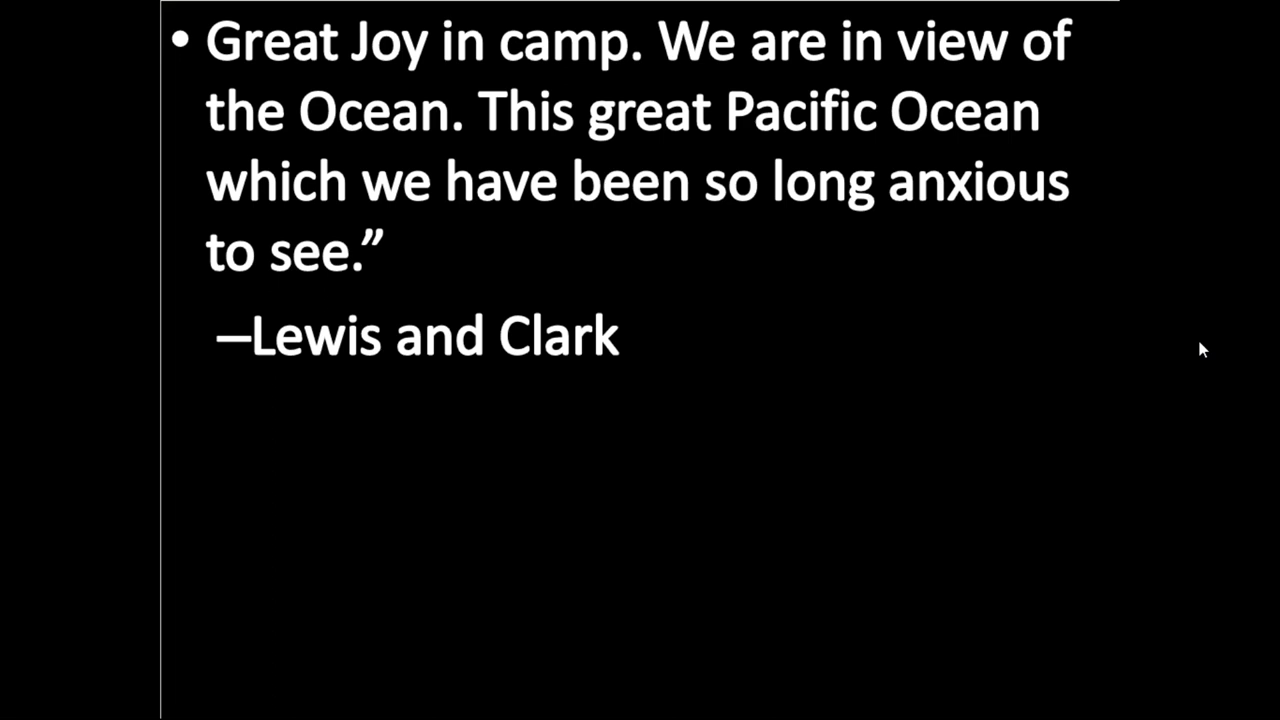 • Great Joy in camp. We are in view of
the Ocean. This great Pacific Ocean
which we have been so long anxious
to see.”
–Lewis and Clark